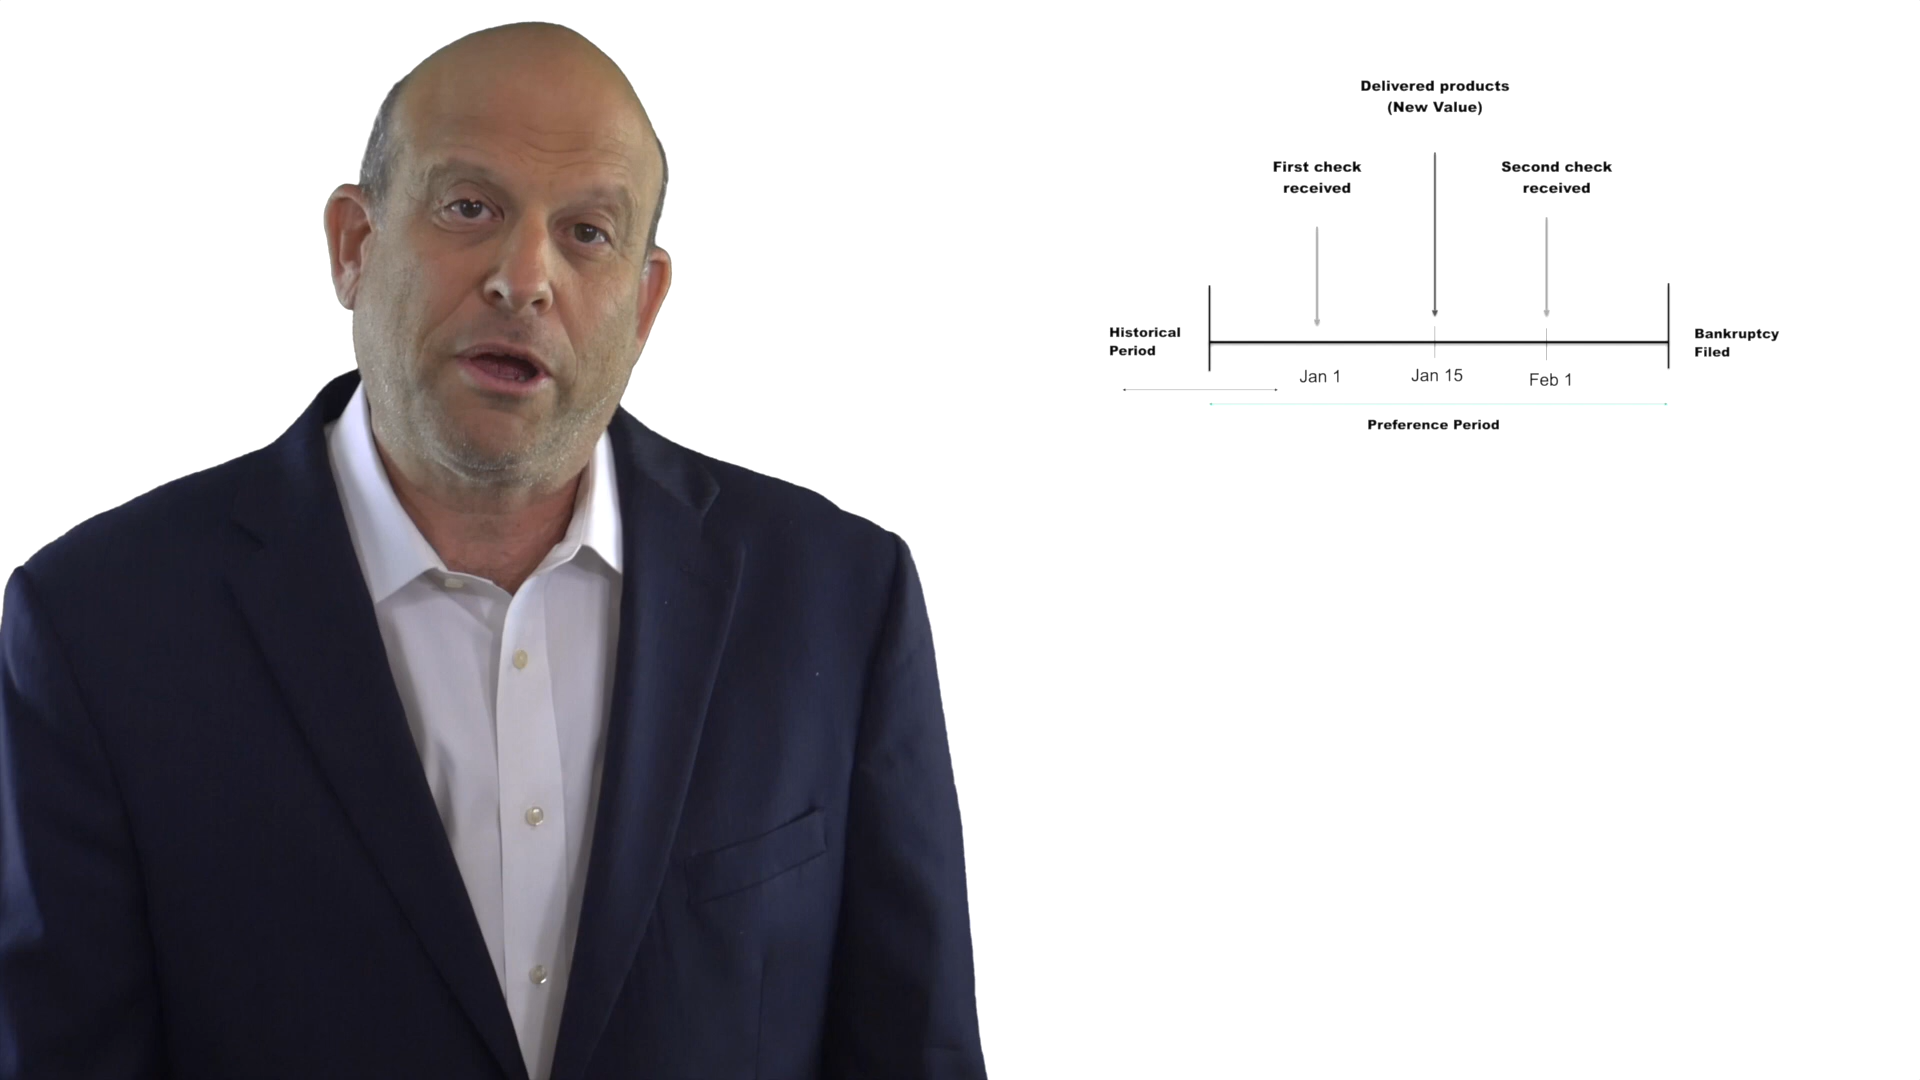 Delivered products
(New Value)
First check
received
Second check
received
Historical
Period
Bankruptcy
Filed
Jan 1
Jan 15
Feb 1
Preference Period